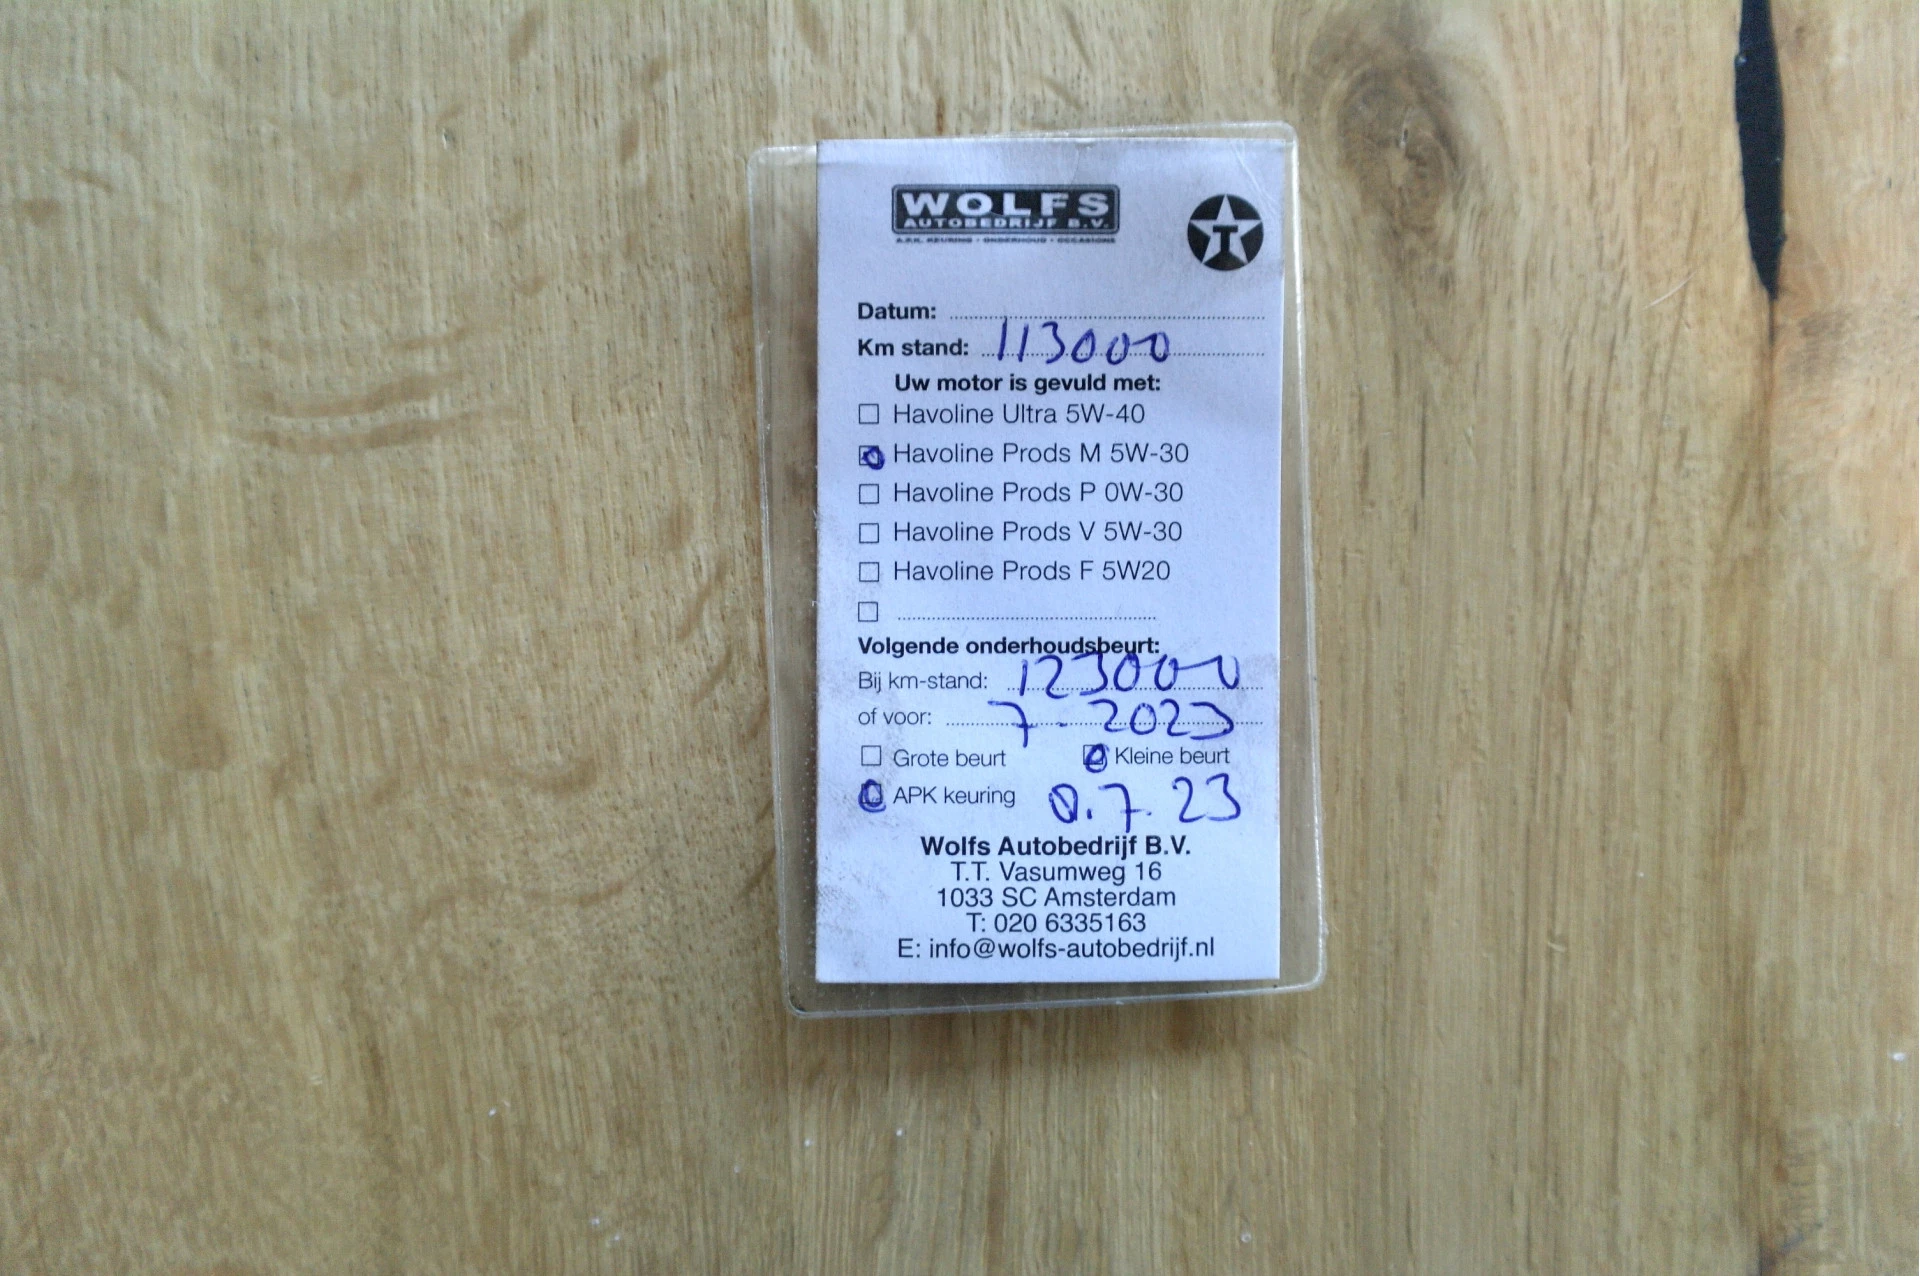 WOLFS
AUTOBEDRIJF B.V.
A.P.K. KEURING - ONDERHOUD - OCCASIONS
T
Datum:
Km stand: 113000
Uw motor is gevuld met:
Havoline Ultra 5W-40
Havoline Prods M 5W-30
Havoline Prods P 0W-30
Havoline Prods V 5W-30
Havoline Prods F 5W20
Volgende onderhoudsbeurt:
Bij km-stand: 123000
of voor: 7-2023
Grote beurt Kleine beurt
APK keuring .7.23
Wolfs Autobedrijf B.V.
T.T. Vasumweg 16
1033 SC Amsterdam
T: 020 6335163
E: info@wolfs-autobedrijf.nl